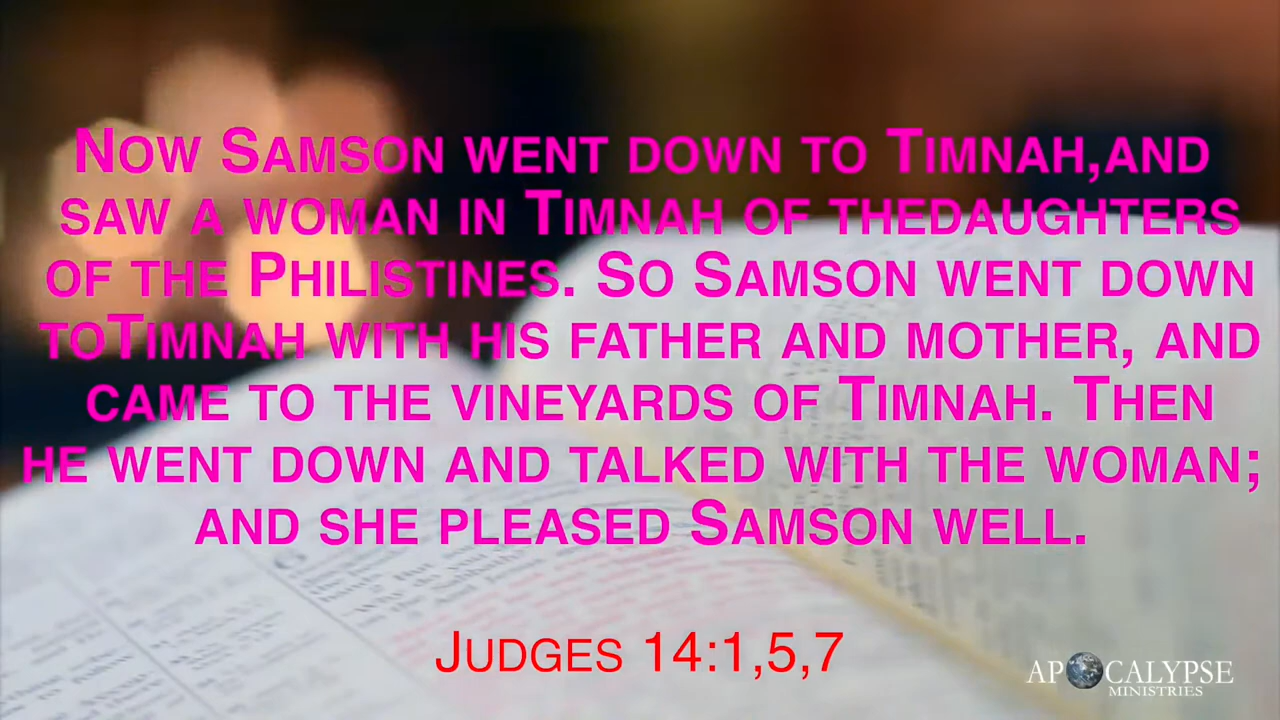 Now Samson went down to Timnah,and
saw a woman in Timnah of thedaughters
of the Philistines. So Samson went down
toTimnah with his father and mother, and
came to the vineyards of Timnah. Then
he went down and talked with the woman;
and she pleased Samson well.
Judges 14:1,5,7
APOCALYPSE
MINISTRIES